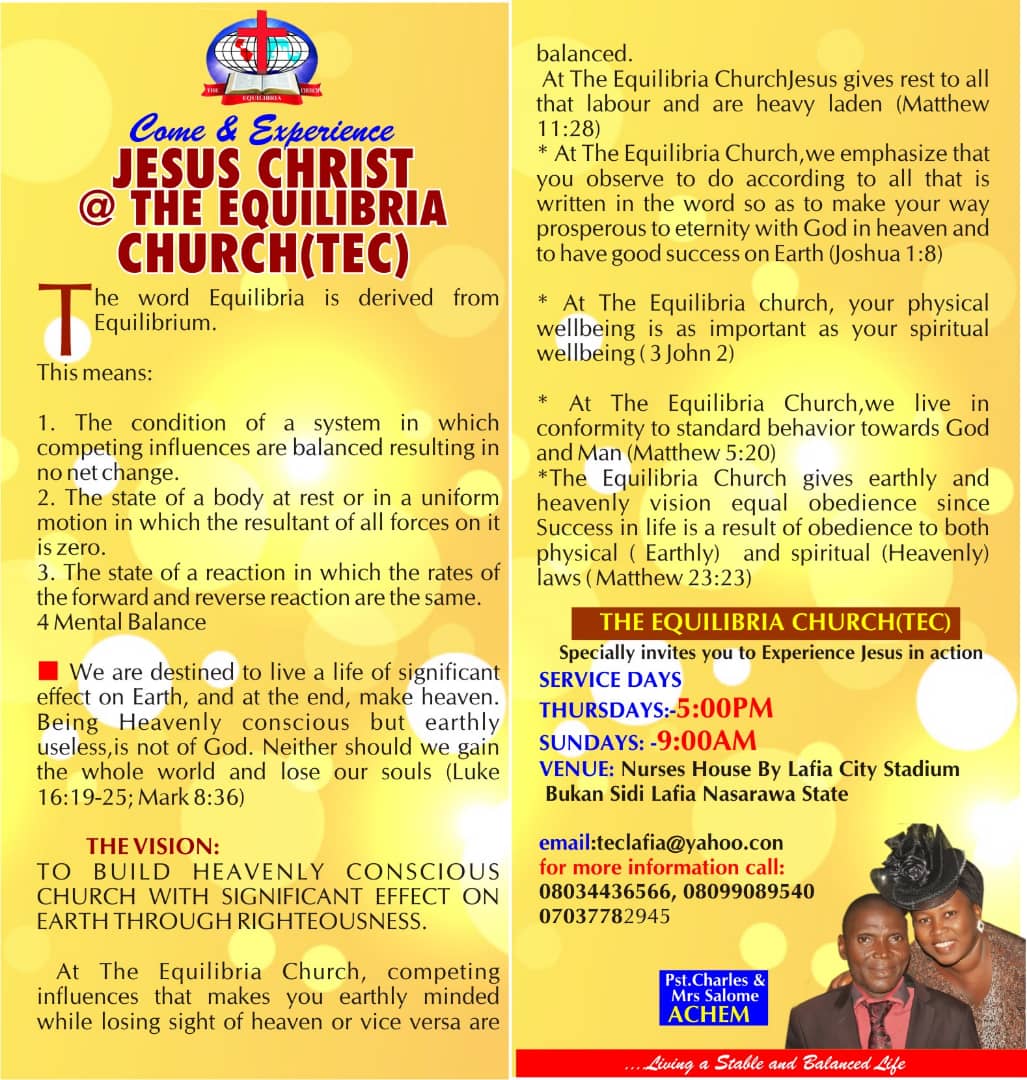 THE EQUILIBRIA CHURCH
Come & Experience
JESUS CHRIST
@ THE EQUILIBRIA
CHURCH(TEC)
The word Equilibria is derived from
Equilibrium.
This means:
1. The condition of a system in which
competing influences are balanced resulting in
no net change.
2. The state of a body at rest or in a uniform
motion in which the resultant of all forces on it
is zero.
3. The state of a reaction in which the rates of
the forward and reverse reaction are the same.
4 Mental Balance
We are destined to live a life of significant
effect on Earth, and at the end, make heaven.
Being Heavenly conscious but earthly
useless,is not of God. Neither should we gain
the whole world and lose our souls (Luke
16:19-25; Mark 8:36)
THE VISION:
TO BUILD HEAVENLY CONSCIOUS
CHURCH WITH SIGNIFICANT EFFECT ON
EARTH THROUGH RIGHTEOUSNESS.
At The Equilibria Church, competing
influences that makes you earthly minded
while losing sight of heaven or vice versa are
balanced.
At The Equilibria ChurchJesus gives rest to all
that labour and are heavy laden (Matthew
11:28)
* At The Equilibria Church,we emphasize that
you observe to do according to all that is
written in the word so as to make your way
prosperous to eternity with God in heaven and
to have good success on Earth (Joshua 1:8)
* At The Equilibria church, your physical
wellbeing is as important as your spiritual
wellbeing ( 3 John 2)
* At The Equilibria Church,we live in
conformity to standard behavior towards God
and Man (Matthew 5:20)
*The Equilibria Church gives earthly and
heavenly vision equal obedience since
Success in life is a result of obedience to both
physical ( Earthly) and spiritual (Heavenly)
laws ( Matthew 23:23)
THE EQUILIBRIA CHURCH(TEC)
Specially invites you to Experience Jesus in action
SERVICE DAYS
THURSDAYS:-5:00PM
SUNDAYS: -9:00AM
VENUE: Nurses House By Lafia City Stadium
Bukan Sidi Lafia Nasarawa State
email:teclafia@yahoo.con
for more information call:
08034436566, 08099089540
07037782945
Pst.Charles &
Mrs Salome
ACHEM
....Living a Stable and Balanced Life